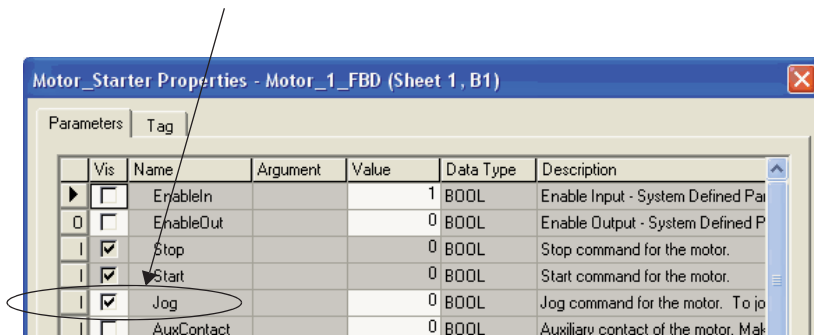 Motor_Starter Properties - Motor_1_FBD (Sheet 1, B1)
Parameters Tag
Vis Name Argument Value Data Type Description
EnableIn 1 BOOL Enable Input - System Defined Par
O EnableOut 0 BOOL Enable Output - System Defined P
I Stop 0 BOOL Stop command for the motor.
I Start 0 BOOL Start command for the motor.
I Jog 0 BOOL Jog command for the motor. To jo
I AuxContact 0 BOOL Auxiliary contact of the motor. Mak